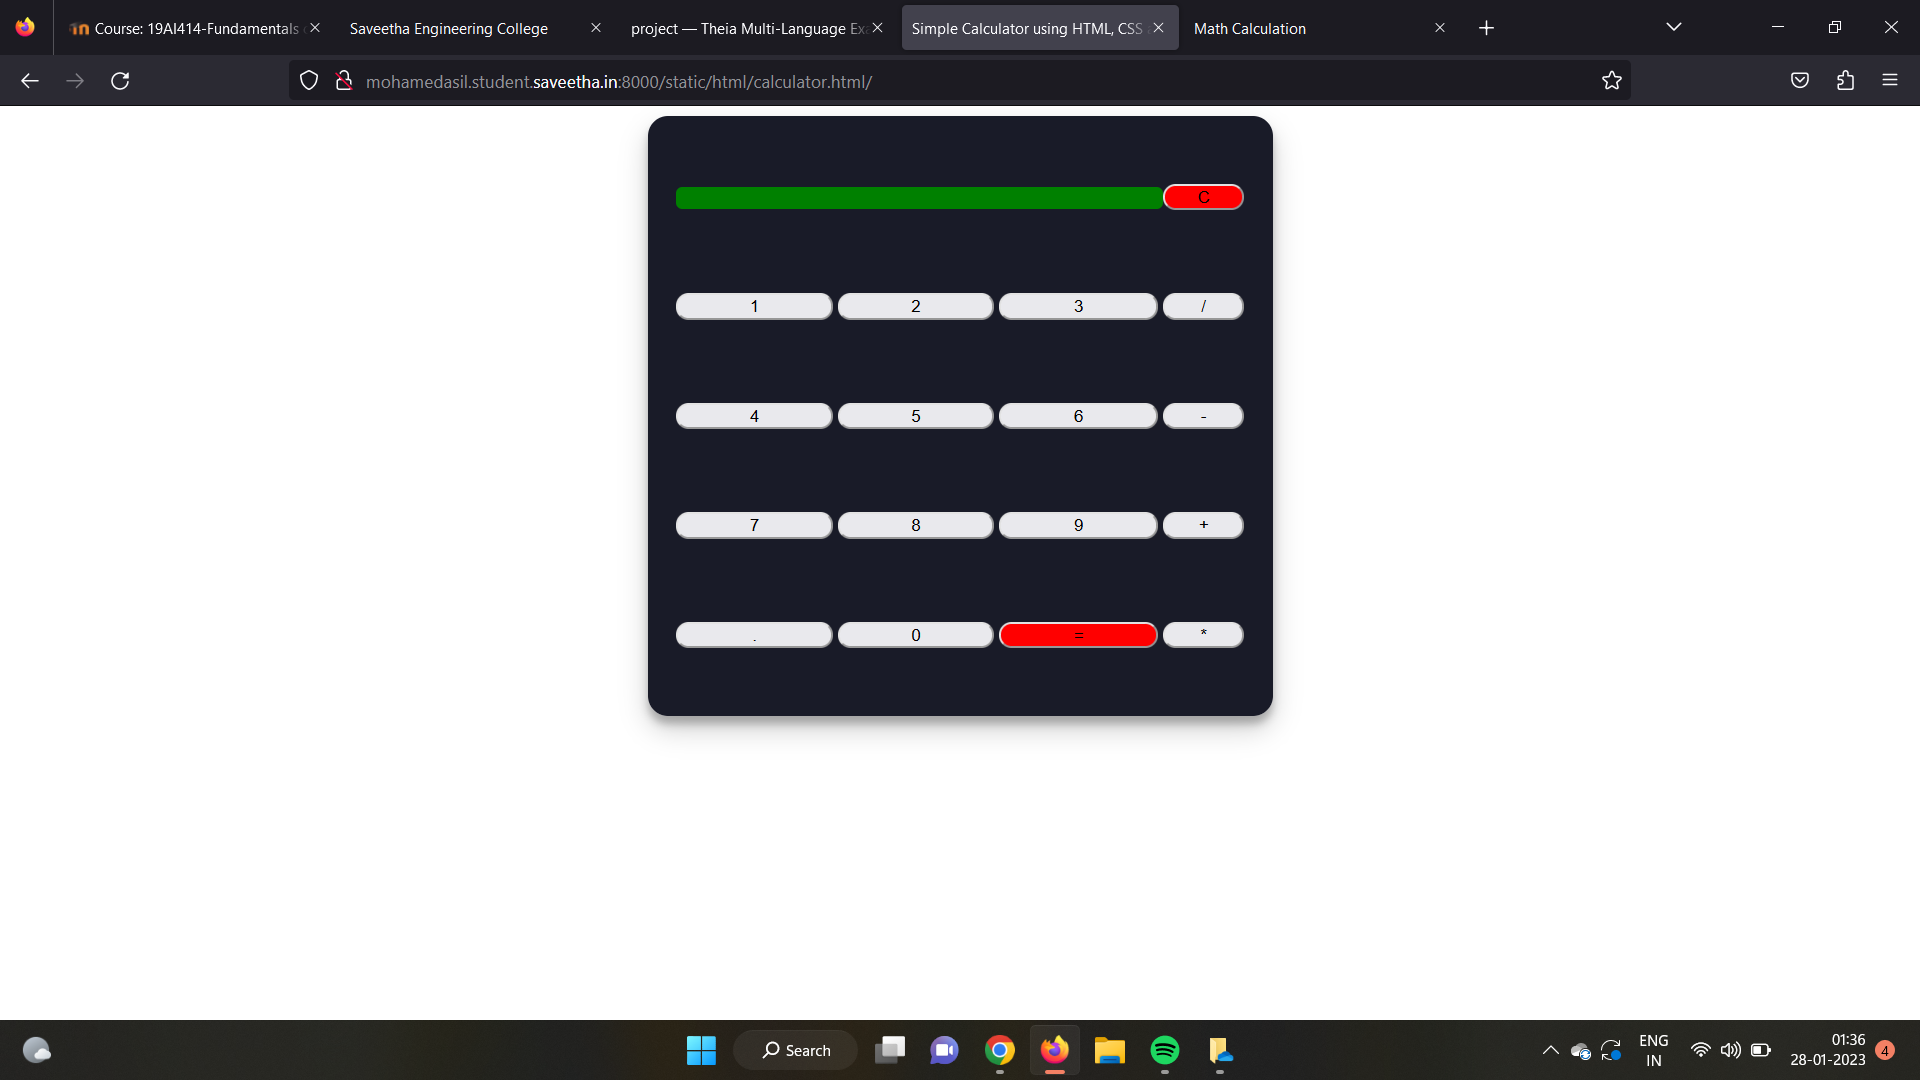 Course: 19AI414-Fundamentals
Saveetha Engineering College
project — Theia Multi-Language Exa
Simple Calculator using HTML, CSS
Math Calculation
mohamedasil.student.saveetha.in:8000/static/html/calculator.html/
C
1 2 3 /
4 5 6 -
7 8 9 +
. 0 = *
Search
ENG
IN
01:36
28-01-2023
4